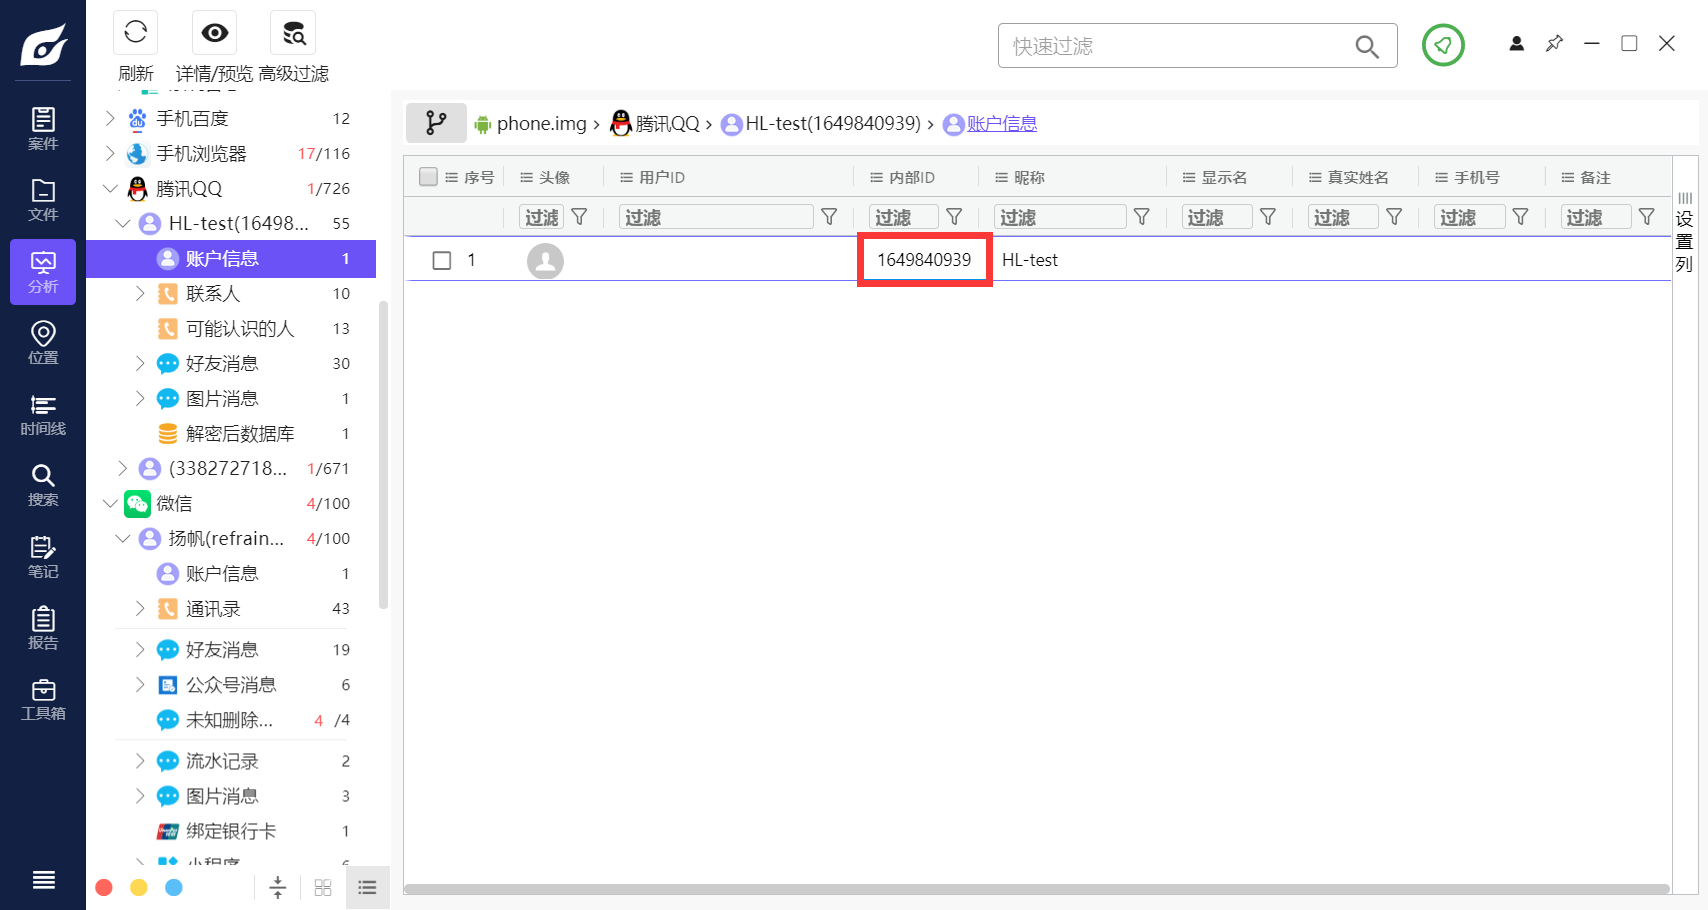 刷新
详情/预览
高级过滤
快速过滤
案件
文件
分析
位置
时间线
搜索
笔记
报告
工具箱
手机百度 12
手机浏览器 17/116
腾讯QQ 1/726
HL-test(16498... 55
账户信息 1
联系人 10
可能认识的人 13
好友消息 30
图片消息 1
解密后数据库 1
(338272718... 1/671
微信 4/100
扬帆(refrain... 4/100
账户信息 1
通讯录 43
好友消息 19
公众号消息 6
未知删除... 4 /4
流水记录 2
图片消息 3
绑定银行卡 1
小程序 6
phone.img › 腾讯QQ › HL-test(1649840939) › 账户信息
序号 头像 用户ID 内部ID 昵称 显示名 真实姓名 手机号 备注
过滤 过滤 过滤 过滤 过滤 过滤 过滤 过滤
1 1649840939 HL-test
设置列